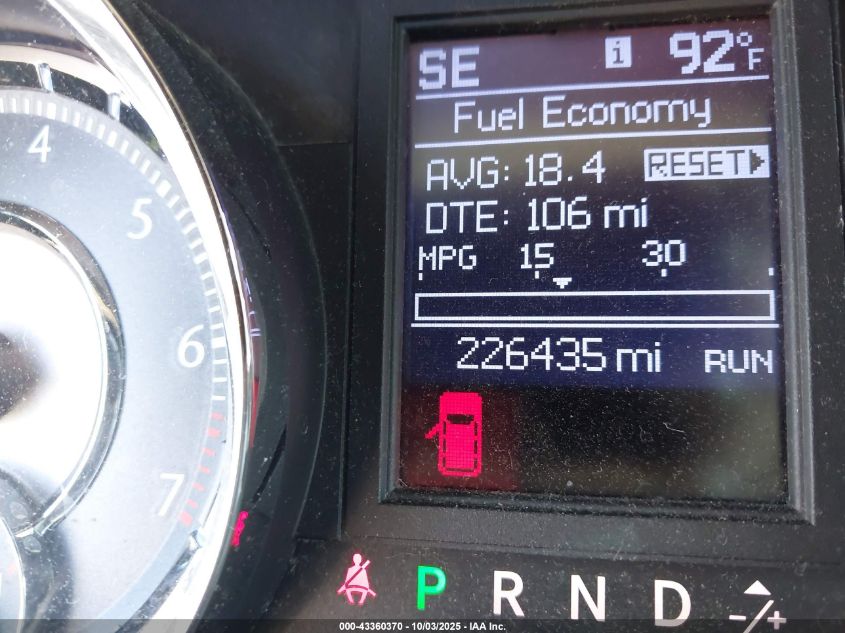 SE i 92°F
Fuel Economy
AVG: 18.4 RESET
DTE: 106 mi
MPG 15 30
226435 mi RUN
4
5
6
7
P R N D -/+
000-43360370 - 10/03/2025 - IAA Inc.